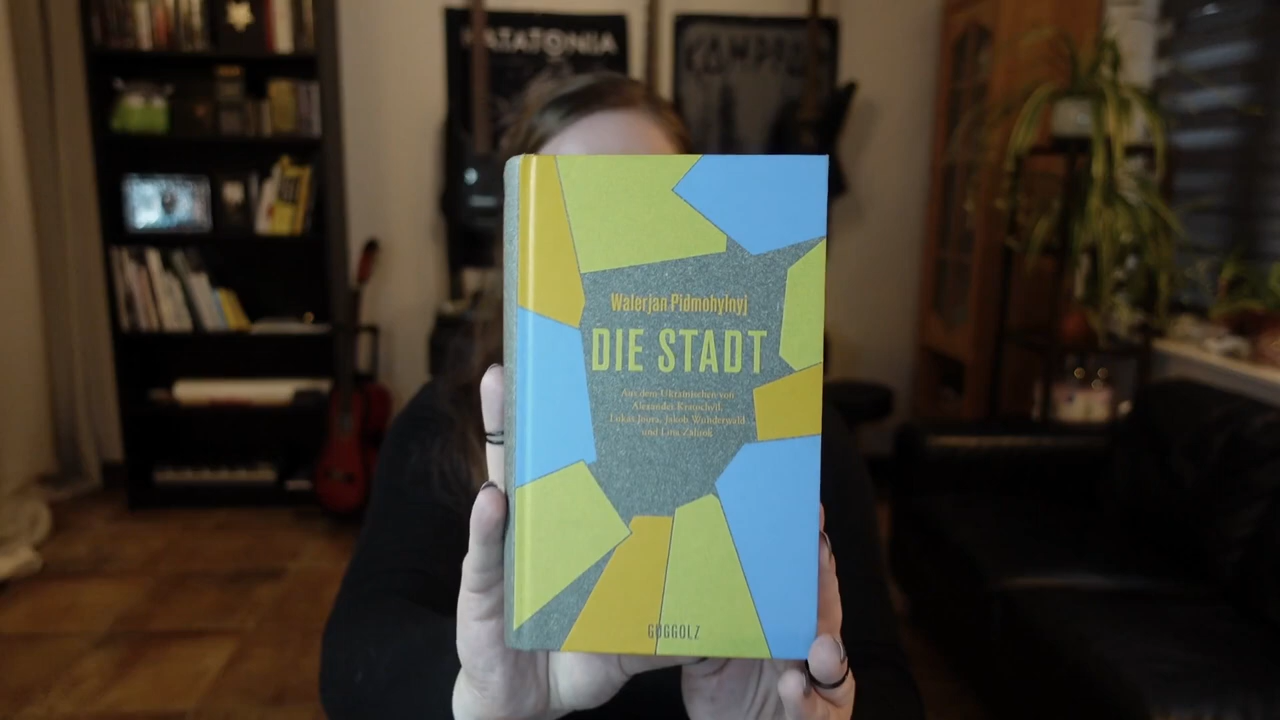 KATATONIA
Walerjan Pidmohylnyj
DIE STADT
Aus dem Ukrainischen von
Alexander Kratochvil,
Lukas Joura, Jakob Wunderwald
und Lina Zalitok
GUGGOLZ